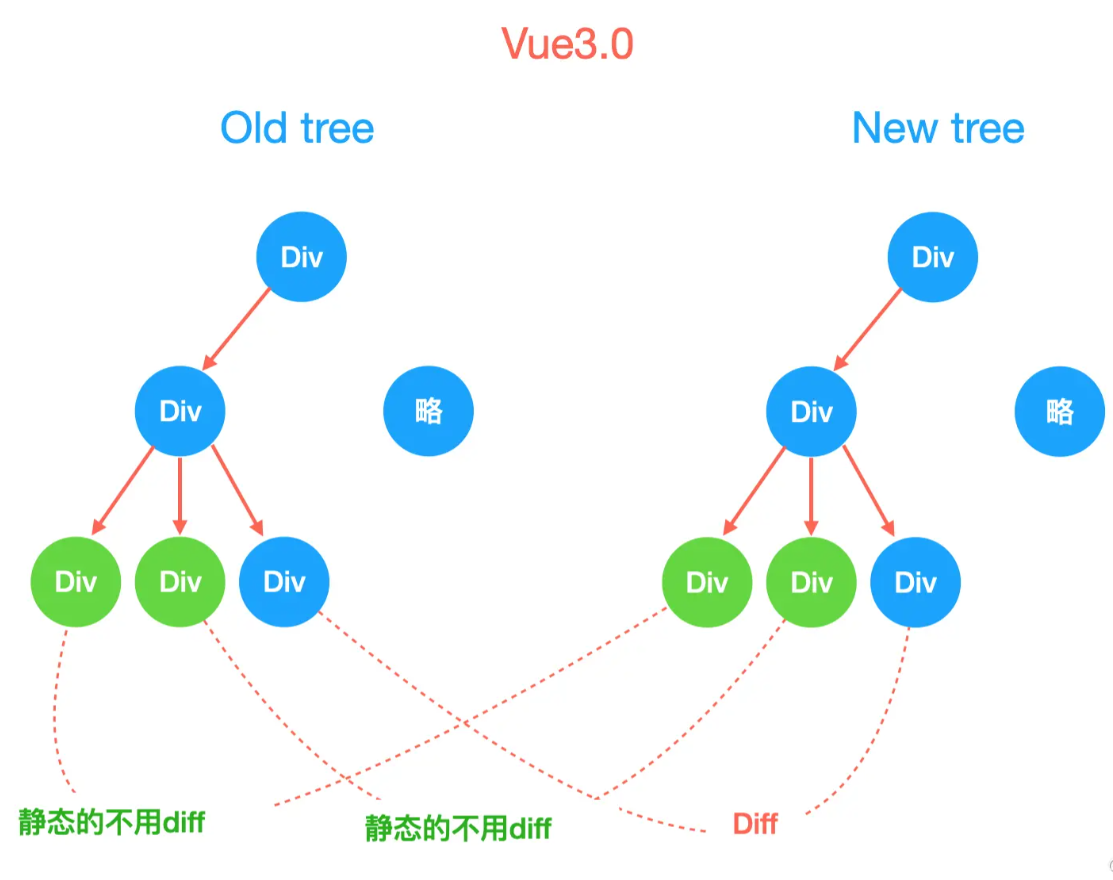 Vue3.0
Old tree
New tree
Div
Div
Div
略
Div
略
Div
Div
Div
Div
Div
Div
静态的不用diff
静态的不用diff
Diff